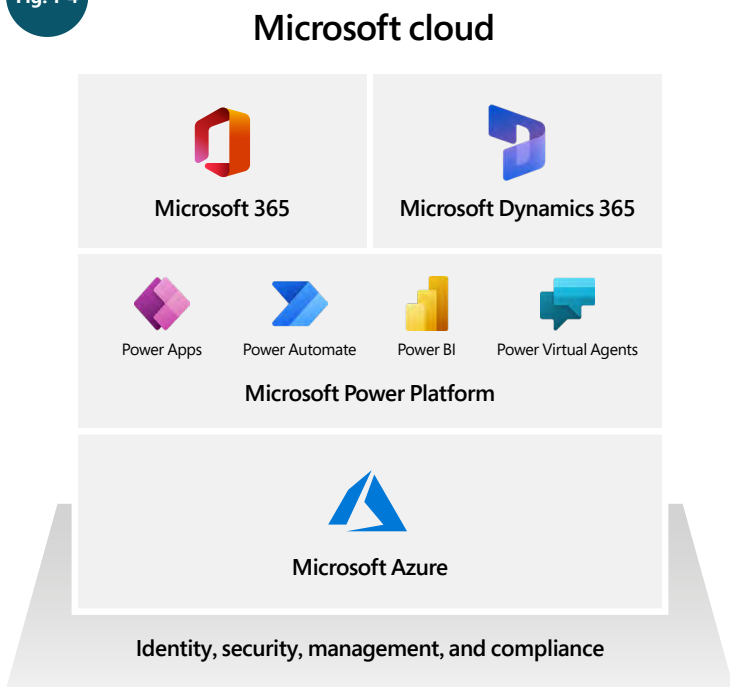 Microsoft cloud
Microsoft 365
Microsoft Dynamics 365
Power Apps
Power Automate
Power BI
Power Virtual Agents
Microsoft Power Platform
Microsoft Azure
Identity, security, management, and compliance